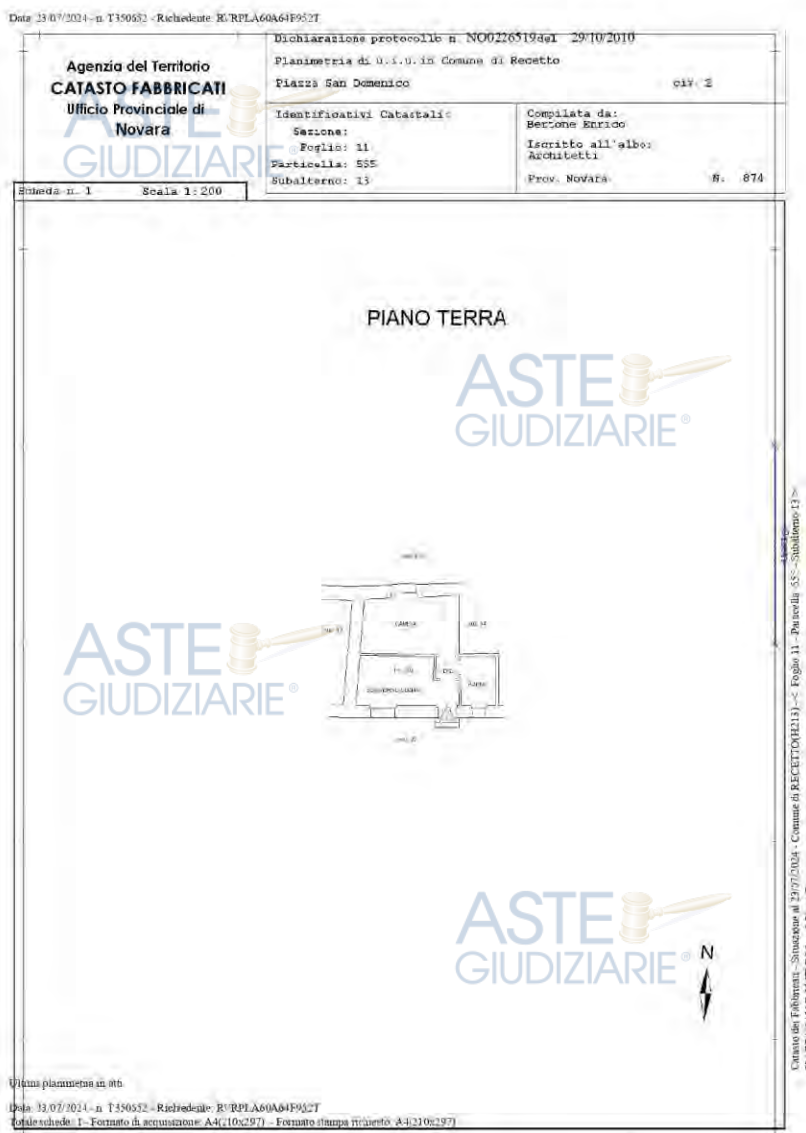 Data: 23/07/2024 - n. T350632 - Richiedente: RVRPLA60A64F952T
Agenzia del Territorio
CATASTO FABBRICATI
Ufficio Provinciale di
Novara
Dichiarazione protocollo n. NO0226519del 29/10/2010
Planimetria di u.i.u. in Comune di Recetto
Piazza San Domenico civ. 2
Identificativi Catastali:
Sezione:
Foglio: 11
Particella: 555
Subalterno: 13
Compilata da:
Bertone Enrico
Iscritto all'albo:
Architetti
Prov. Novara N. 874
Scheda n. 1 Scala 1:200
PIANO TERRA
ASTE
GIUDIZIARIE®
ASTE
GIUDIZIARIE®
ASTE
GIUDIZIARIE®
ASTE
GIUDIZIARIE®
CAMERA
N
Catasto dei Fabbricati - Situazione al 23/07/2024 - Comune di RECETTO(H213) - < Foglio 11 - Particella 555 - Subalterno 13 >
Ultima planimetria in atti
Data: 23/07/2024 - n. T350632 - Richiedente: RVRPLA60A64F952T
Totale schede: 1 - Formato di acquisizione: A4(210x297) - Formato stampa richiesto: A4(210x297)